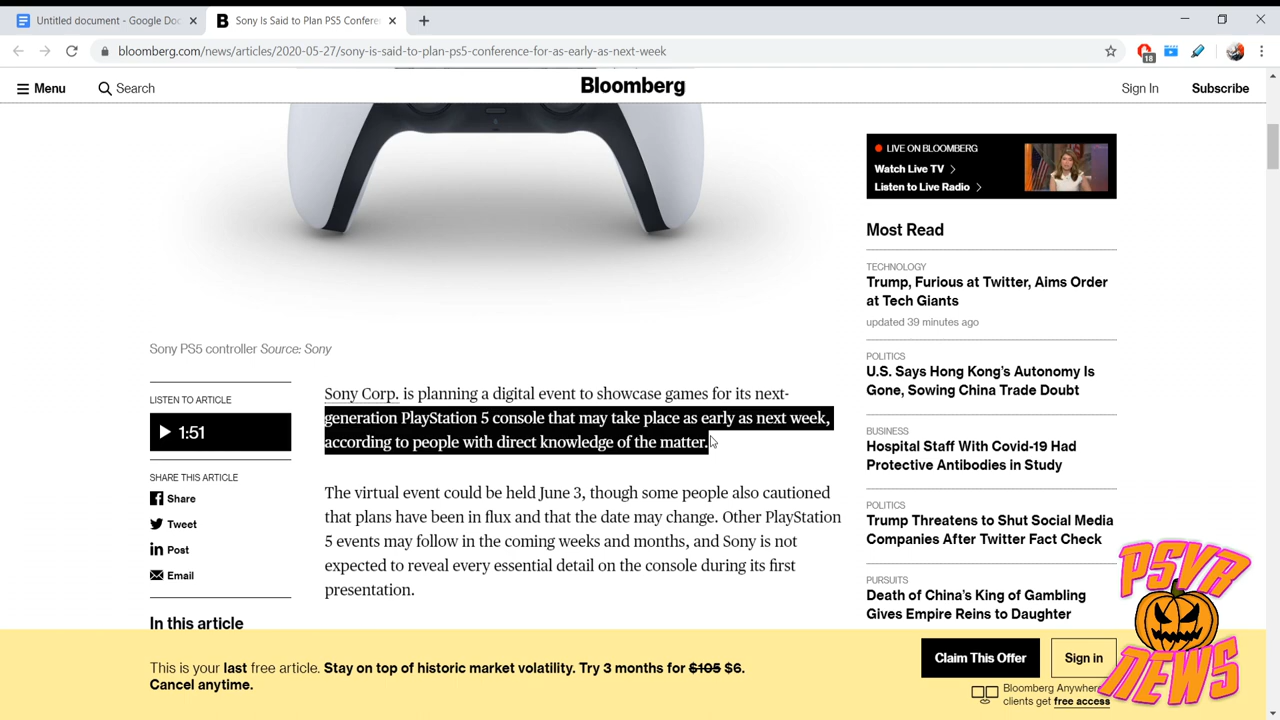 Untitled document - Google Doc
Sony Is Said to Plan PS5 Confere
bloomberg.com/news/articles/2020-05-27/sony-is-said-to-plan-ps5-conference-for-as-early-as-next-week
18
Menu
Search
Bloomberg
Sign In
Subscribe
LIVE ON BLOOMBERG
Watch Live TV
Listen to Live Radio
Most Read
TECHNOLOGY
Trump, Furious at Twitter, Aims Order
at Tech Giants
updated 39 minutes ago
POLITICS
U.S. Says Hong Kong's Autonomy Is
Gone, Sowing China Trade Doubt
BUSINESS
Hospital Staff With Covid-19 Had
Protective Antibodies in Study
POLITICS
Trump Threatens to Shut Social Media
Companies After Twitter Fact Check
PURSUITS
Death of China's King of Gambling
Gives Empire Reins to Daughter
Sony PS5 controller Source: Sony
LISTEN TO ARTICLE
1:51
SHARE THIS ARTICLE
Share
Tweet
Post
Email
In this article
Sony Corp. is planning a digital event to showcase games for its next-
generation PlayStation 5 console that may take place as early as next week,
according to people with direct knowledge of the matter.
The virtual event could be held June 3, though some people also cautioned
that plans have been in flux and that the date may change. Other PlayStation
5 events may follow in the coming weeks and months, and Sony is not
expected to reveal every essential detail on the console during its first
presentation.
This is your last free article. Stay on top of historic market volatility. Try 3 months for $105 $6.
Cancel anytime.
Claim This Offer
Sign in
Bloomberg Anywhere
clients get free access
PSVR
NEWS